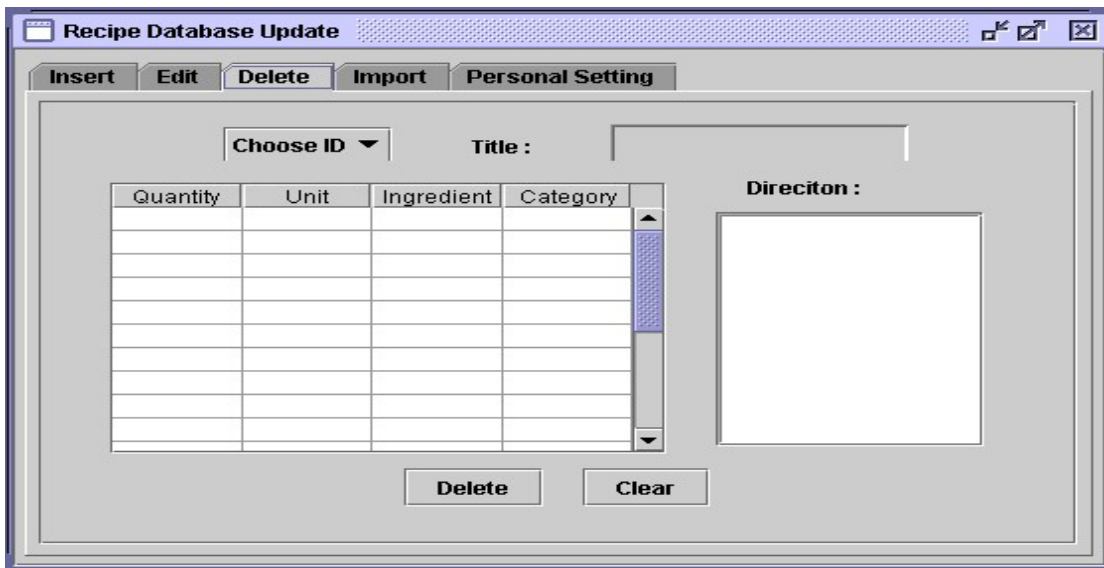 Recipe Database Update
Insert Edit Delete Import Personal Setting
Choose ID Title :
Quantity Unit Ingredient Category
Direciton :
Delete Clear